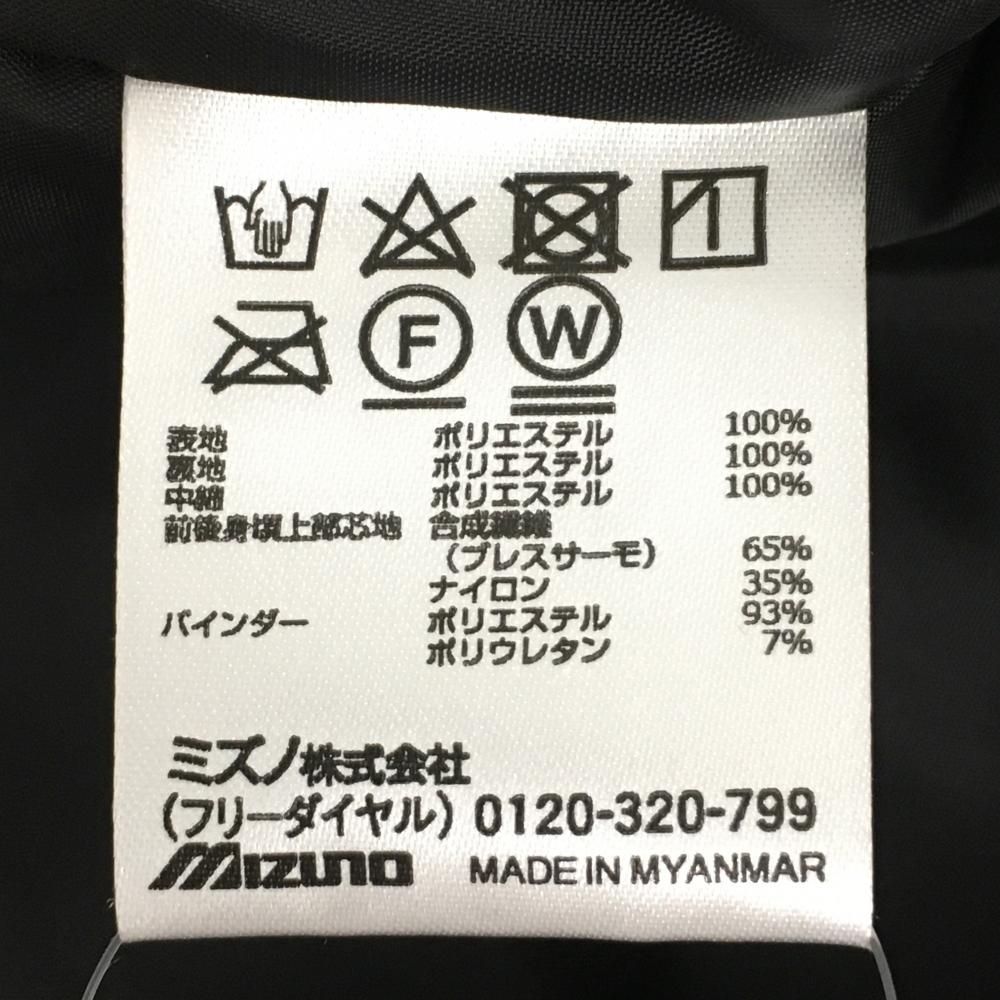 F W
表地 ポリエステル 100%
裏地 ポリエステル 100%
中綿 ポリエステル 100%
前後身頃上部芯地 合成繊維
（ブレスサーモ） 65%
ナイロン 35%
バインダー ポリエステル 93%
ポリウレタン 7%
ミズノ株式会社
（フリーダイヤル）0120-320-799
MIZUNO MADE IN MYANMAR